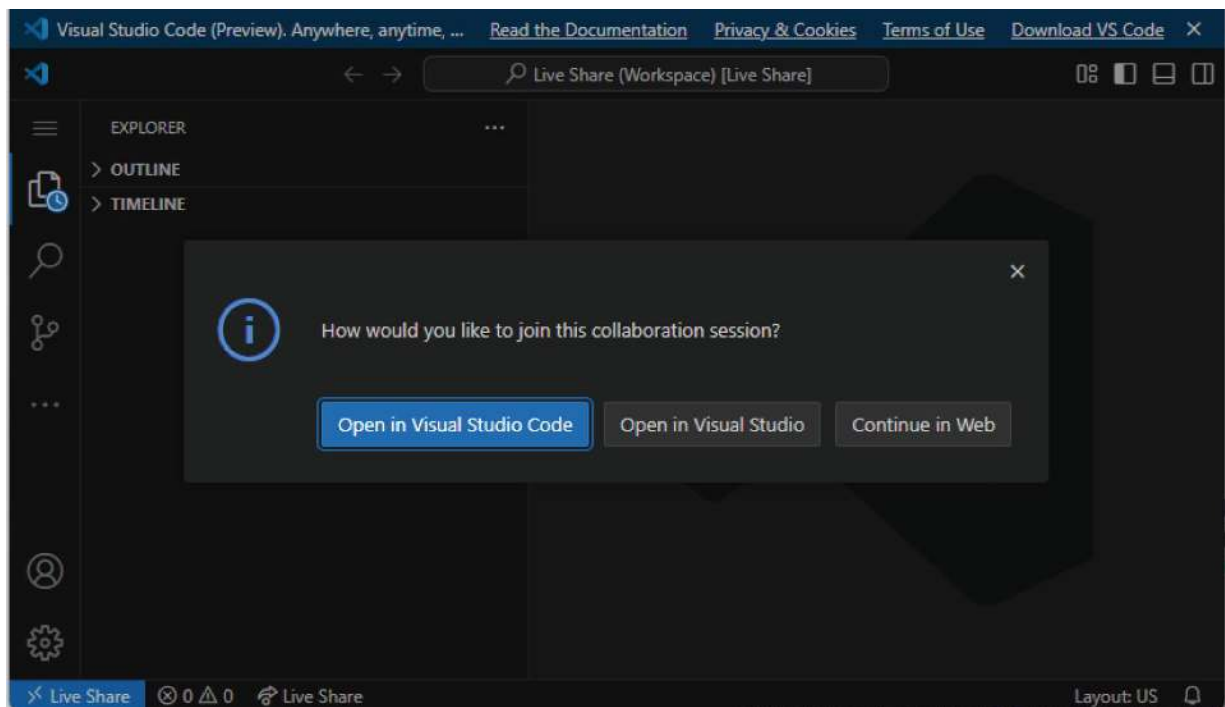 Visual Studio Code (Preview). Anywhere, anytime, ... Read the Documentation Privacy & Cookies Terms of Use Download VS Code
Live Share (Workspace) [Live Share]
EXPLORER
OUTLINE
TIMELINE
How would you like to join this collaboration session?
Open in Visual Studio Code Open in Visual Studio Continue in Web
Live Share 0 0 Live Share Layout: US